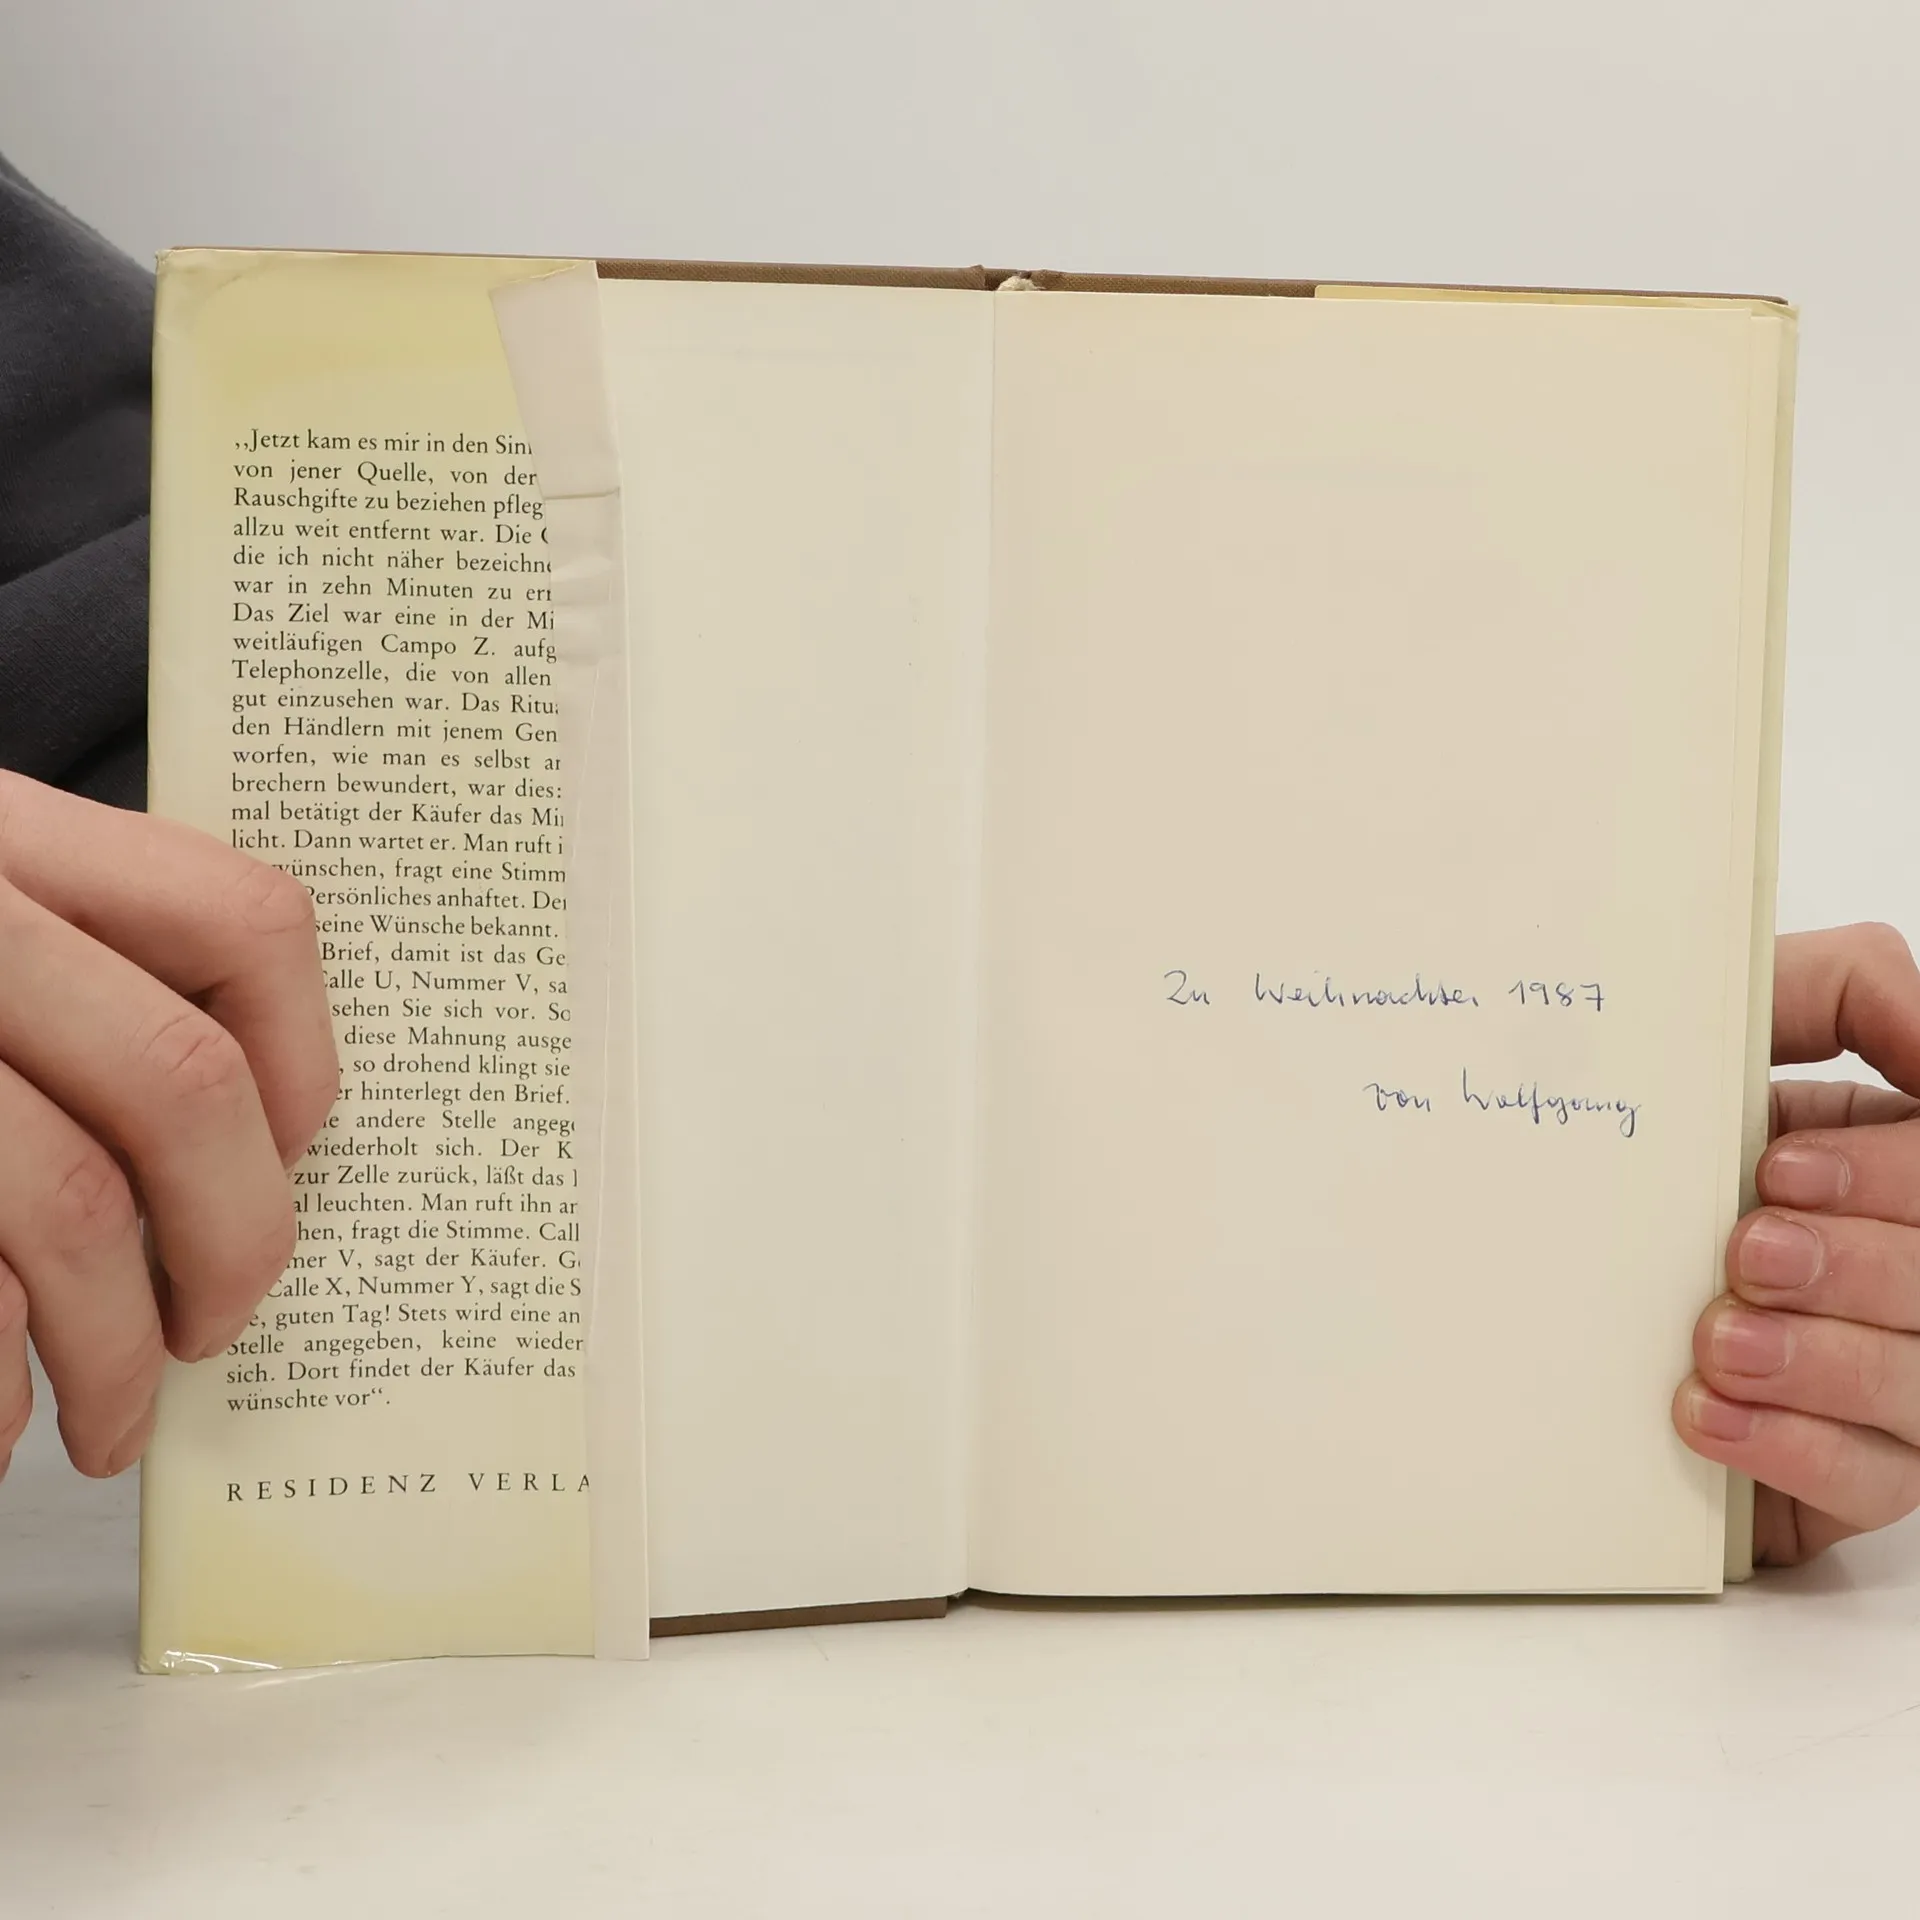 ,,Jetzt kam es mir in den Sin
von jener Quelle, von der
Rauschgifte zu beziehen pfleg
allzu weit entfernt war. Die
die ich nicht näher bezeichn
war in zehn Minuten zu er
Das Ziel war eine in der Mi
weitläufigen Campo Z. aufg
Telephonzelle, die von allen
gut einzusehen war. Das Ritu
den Händlern mit jenem Gen
worfen, wie man es selbst
brechern bewundert, war dies:
mal betätigt der Käufer das Mi
licht. Dann wartet er. Man ruft
wünschen, fragt eine Stimm
Persönliches anhaftet. De
seine Wünsche bekannt.
Brief, damit ist das Ge
Calle U, Nummer V, sa
sehen Sie sich vor. So
diese Mahnung ausge
, so drohend klingt sie
er hinterlegt den Brief.
andere Stelle angeg
wiederholt sich. Der K
zur Zelle zurück, läßt das
al leuchten. Man ruft ihn
hen, fragt die Stimme. Call
mer V, sagt der Käufer. G
Calle X, Nummer Y, sagt die S
e, guten Tag! Stets wird eine an
Stelle angegeben, keine wieder
sich. Dort findet der Käufer das
wünschte vor“.
RESIDENZ VERLA
Zu Weihnachten 1987
von Wolfgang